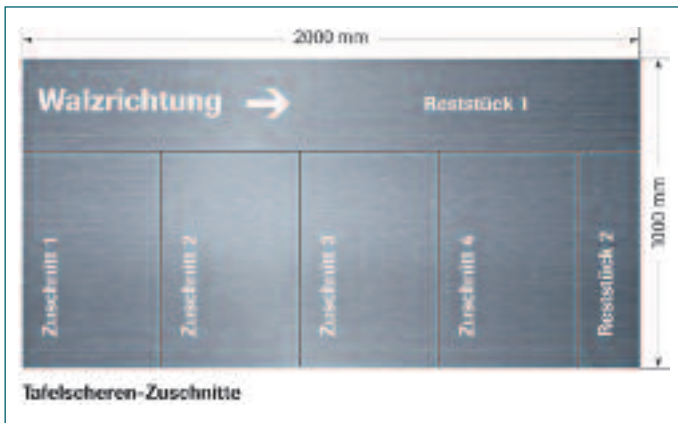 2000 mm
Walzrichtung →
Reststück 1
1000 mm
Zuschnitt 1
Zuschnitt 2
Zuschnitt 3
Zuschnitt 4
Reststück 2
Tafelscheren-Zuschnitte